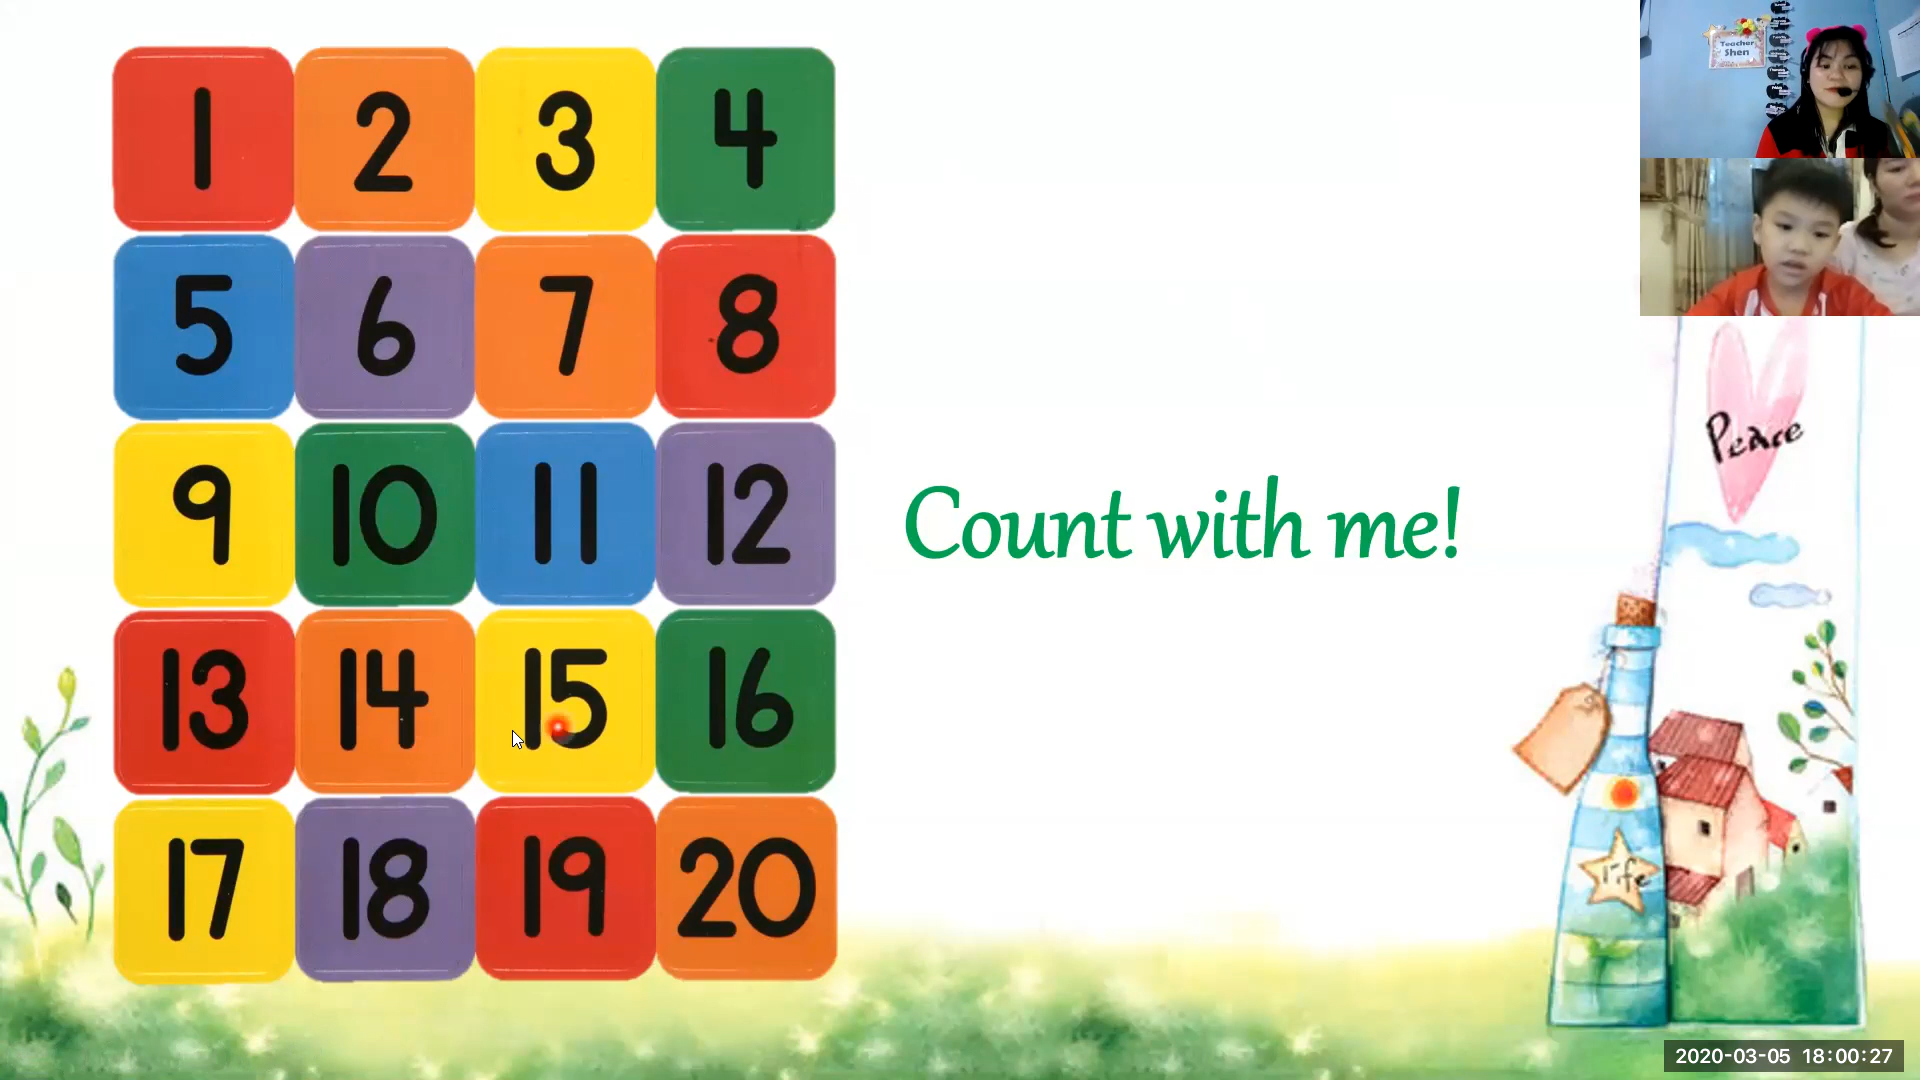 1 2 3 4
5 6 7 8
9 10 11 12
13 14 15 16
17 18 19 20
Count with me!
Teacher
Shen
Peace
life
2020-03-05 18:00:27